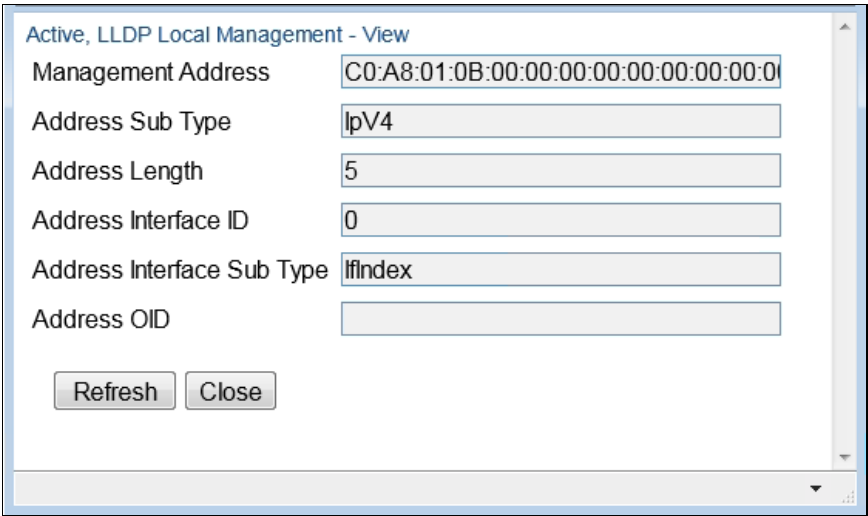 Active, LLDP Local Management - View
Management Address C0:A8:01:0B:00:00:00:00:00:00:00:0
Address Sub Type IpV4
Address Length 5
Address Interface ID 0
Address Interface Sub Type IfIndex
Address OID
Refresh Close